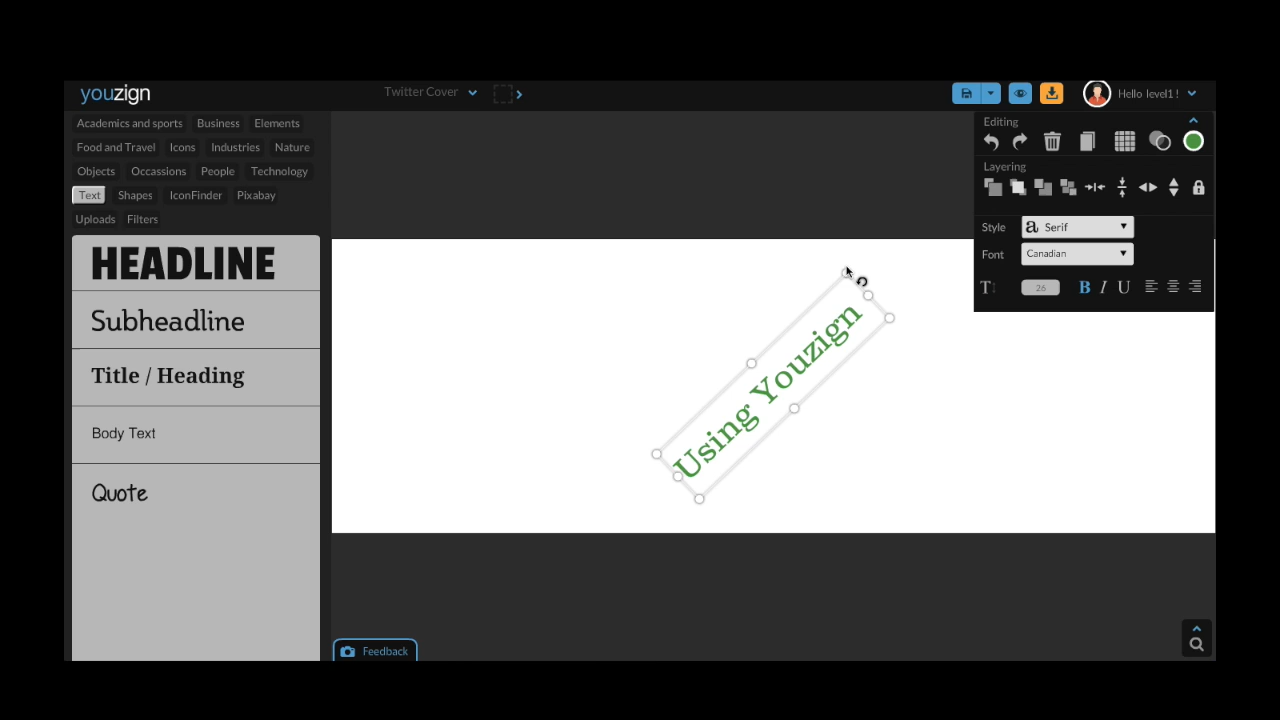 youzign
Twitter Cover
Hello level1 !
Academics and sports
Business
Elements
Food and Travel
Icons
Industries
Nature
Objects
Occassions
People
Technology
Text
Shapes
IconFinder
Pixabay
Uploads
Filters
HEADLINE
Subheadline
Title / Heading
Body Text
Quote
Using Youzign
Editing
Layering
Style
a Serif
Font
Canadian
T
26
B I U
Feedback